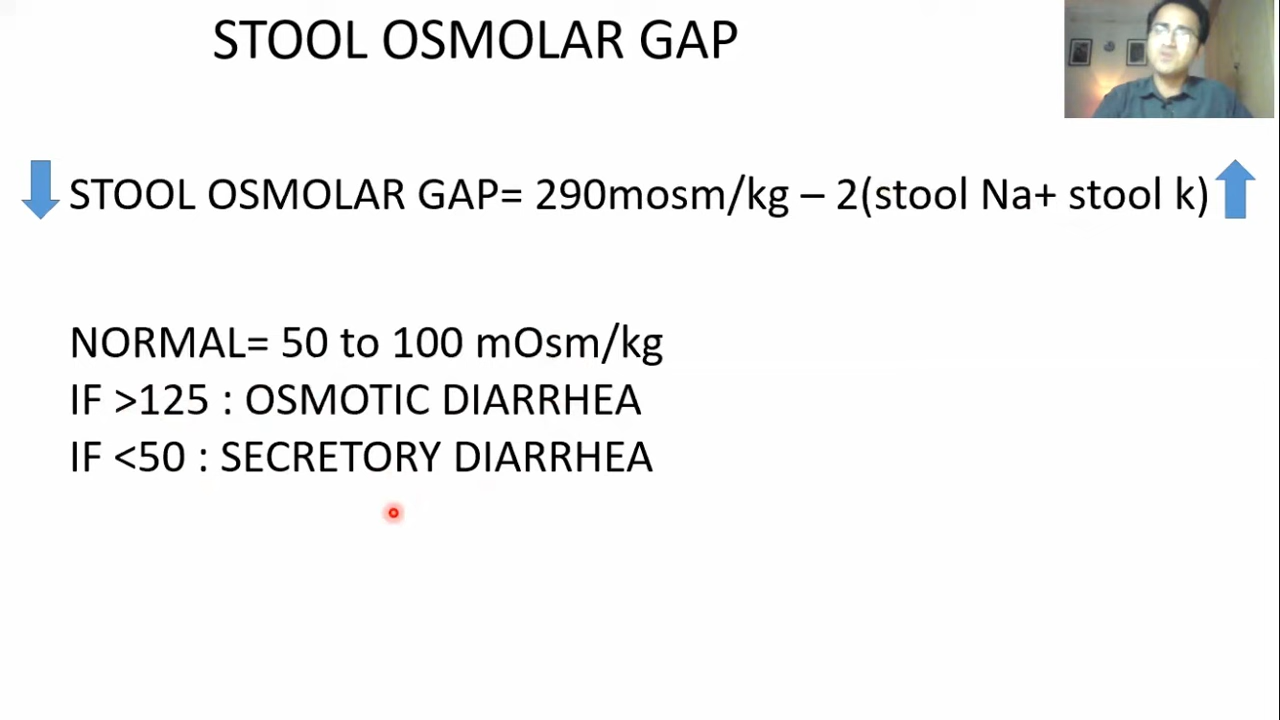 STOOL OSMOLAR GAP
STOOL OSMOLAR GAP= 290mosm/kg – 2(stool Na+ stool k)
NORMAL= 50 to 100 mOsm/kg
IF >125 : OSMOTIC DIARRHEA
IF <50 : SECRETORY DIARRHEA